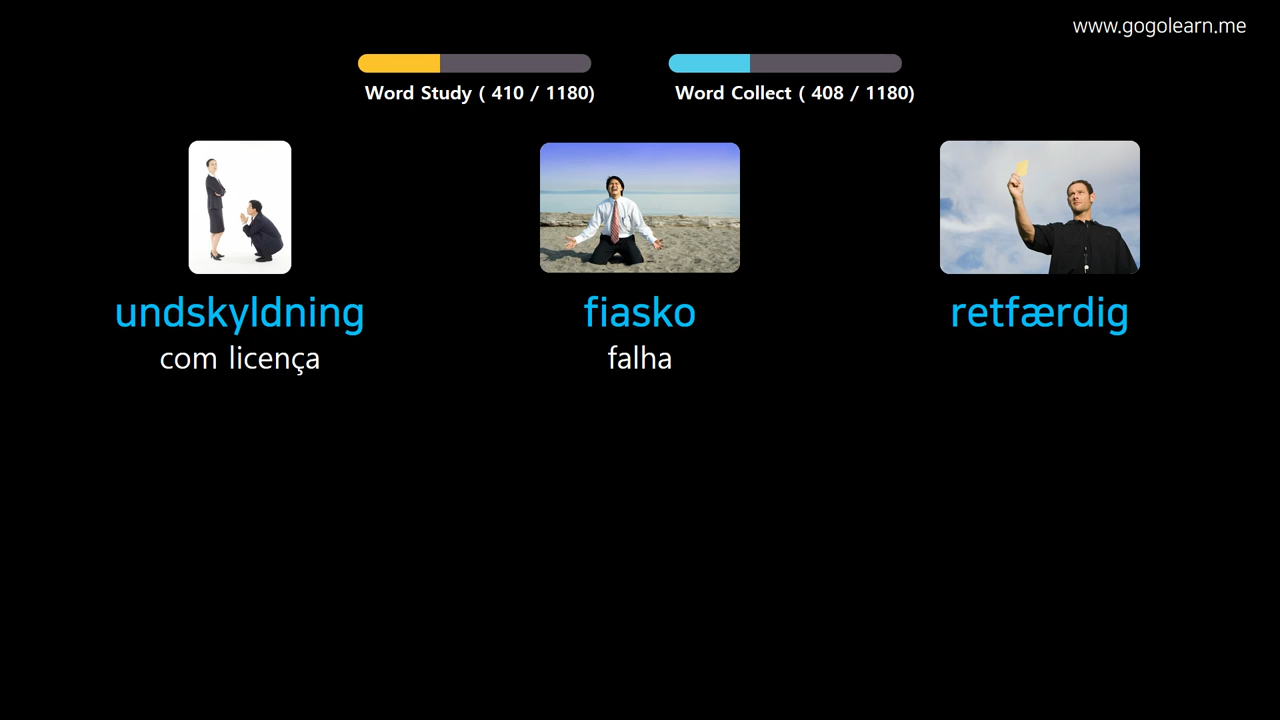 www.gogolearn.me
Word Study ( 410 / 1180)
Word Collect ( 408 / 1180)
undskyldning
com licença
fiasko
falha
retfærdig